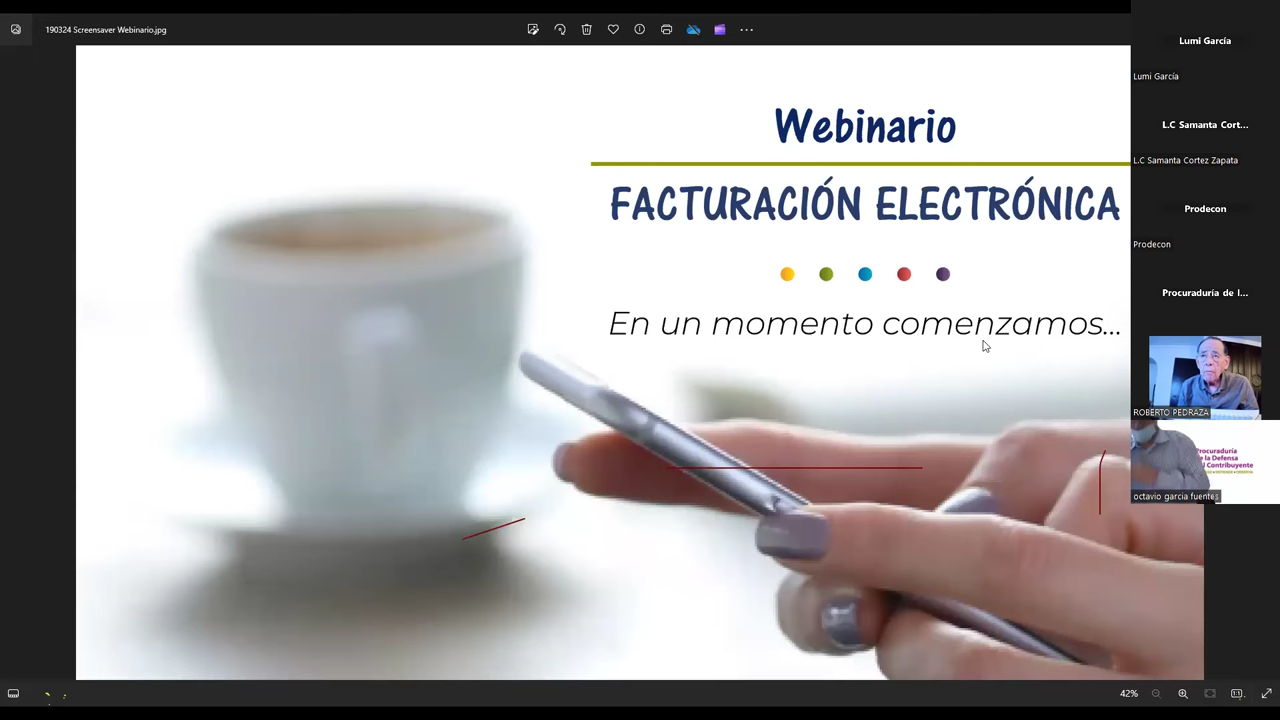 190324 Screensaver Webinario.jpg
Webinario
FACTURACIÓN ELECTRÓNICA
En un momento comenzamos...
Lumi García
Lumi García
L.C Samanta Cort...
L.C Samanta Cortez Zapata
Prodecon
Prodecon
Procuraduría de l...
ROBERTO PEDRAZA
Procuraduría
de la Defensa
del Contribuyente
octavio garcia fuentes
42%